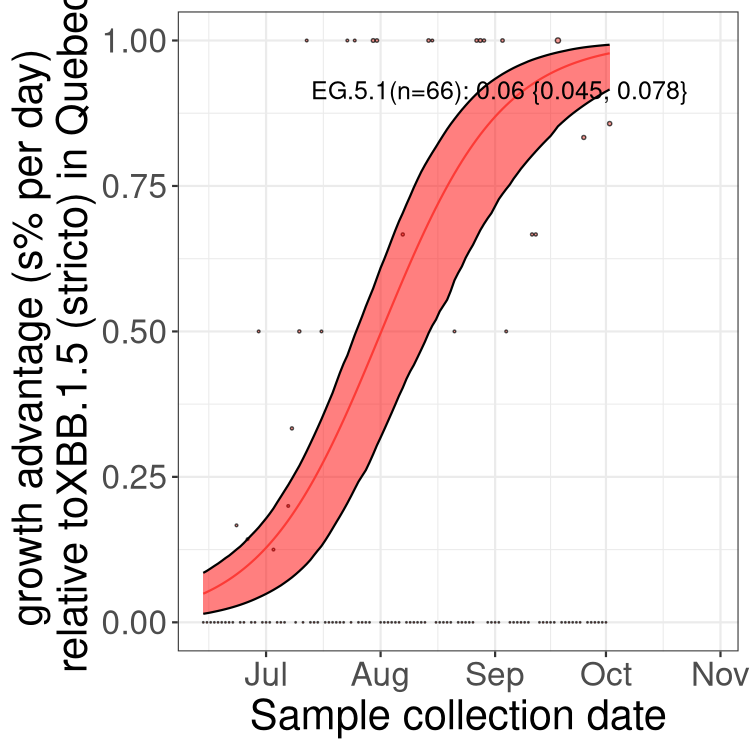 growth advantage (s% per day)
relative toXBB.1.5 (stricto) in Quebec
1.00
0.75
0.50
0.25
0.00
EG.5.1(n=66): 0.06 {0.045, 0.078}
Jul Aug Sep Oct Nov
Sample collection date